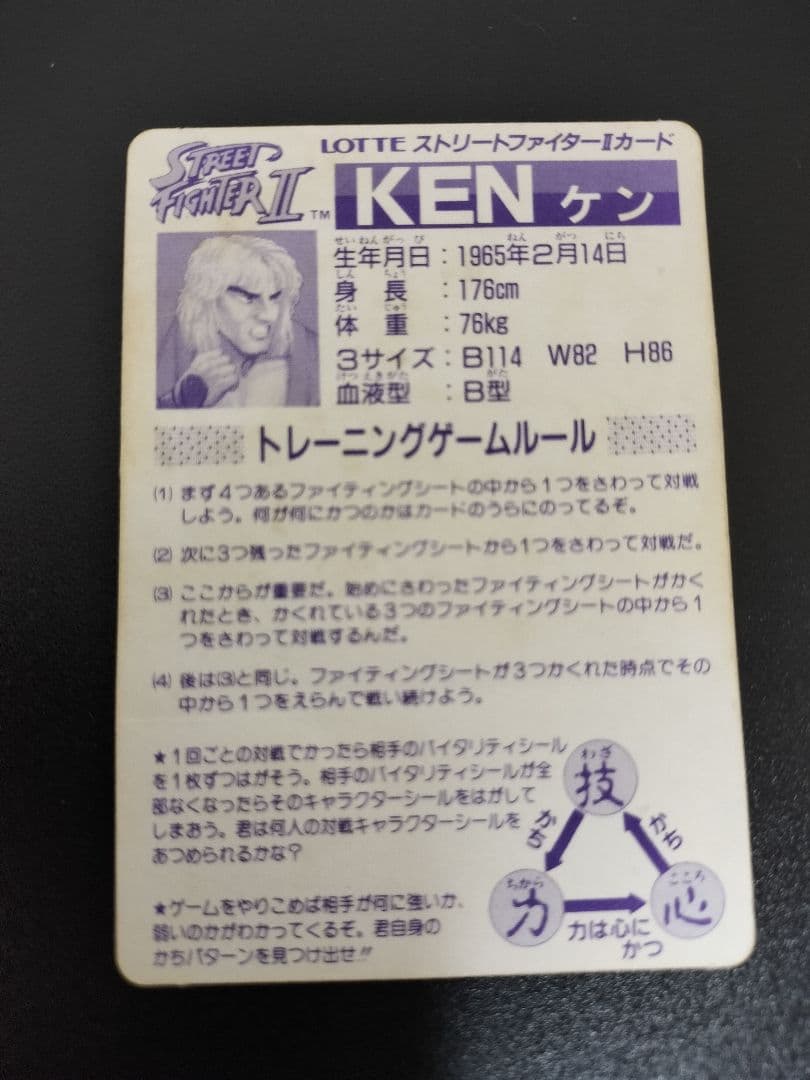 LOTTE ストリートファイターⅡカード
STREET FIGHTER Ⅱ TM
KEN ケン
せいねんがっぴ ねん がつ にち
生年月日：1965年2月14日
しん ちょう
身長：176cm
たい じゅう
体重：76kg
3サイズ：B114 W82 H86
けつえきがた がた
血液型：B型
トレーニングゲームルール
(1) まず4つあるファイティングシートの中から1つをさわって対戦
しよう。何が何にかつのかはカードのうらにのってるぞ。
(2) 次に3つ残ったファイティングシートから1つをさわって対戦だ。
(3) ここからが重要だ。始めにさわったファイティングシートがかく
れたとき、かくれている3つのファイティングシートの中から1
つをさわって対戦するんだ。
(4) 後は(3)と同じ。ファイティングシートが3つかくれた時点でその
中から1つをえらんで戦い続けよう。
★1回ごとの対戦でかったら相手のバイタリティシール
を1枚ずつはがそう。相手のバイタリティシールが全
部なくなったらそのキャラクターシールをはがして
しまおう。君は何人の対戦キャラクターシールを
あつめられるかな？
★ゲームをやりこめば相手が何に強いか、
弱いのかがわかってくるぞ。君自身の
かちパターンを見つけ出せ!!
わざ
技
かち
かち
ちから
力
こころ
心
力は心に
かつ